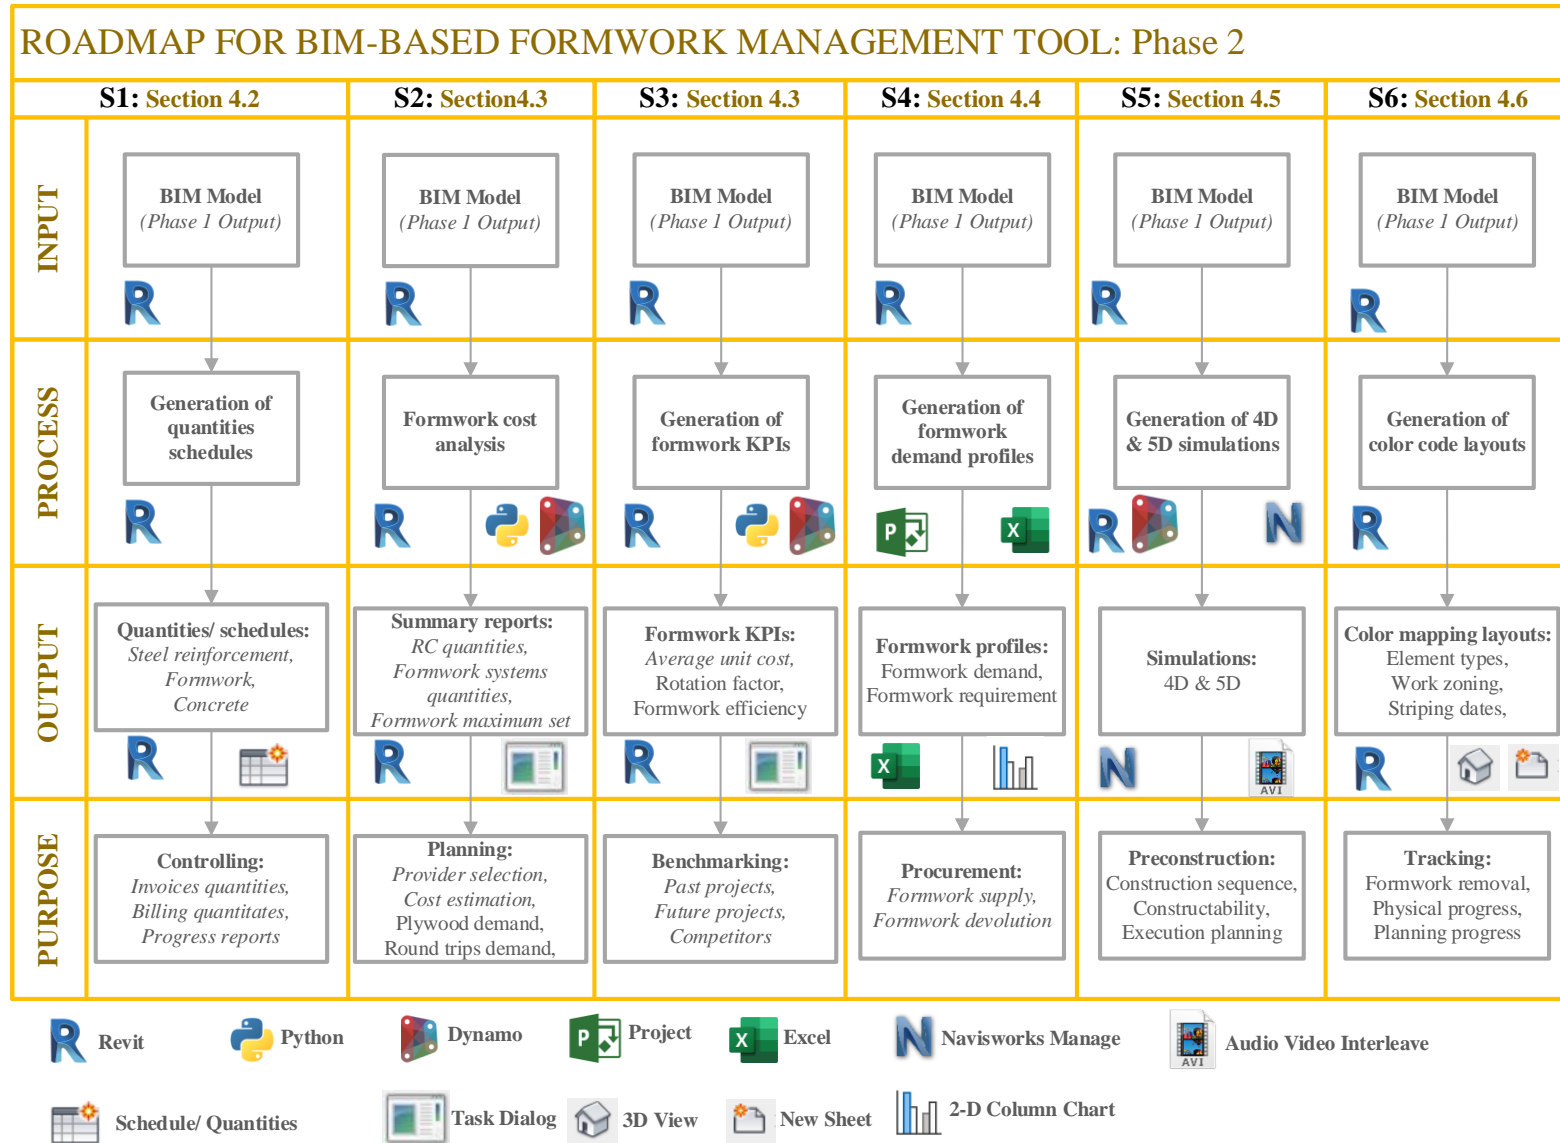 ROADMAP FOR BIM-BASED FORMWORK MANAGEMENT TOOL: Phase 2
S1: Section 4.2
S2: Section4.3
S3: Section 4.3
S4: Section 4.4
S5: Section 4.5
S6: Section 4.6
INPUT
BIM Model
(Phase 1 Output)
BIM Model
(Phase 1 Output)
BIM Model
(Phase 1 Output)
BIM Model
(Phase 1 Output)
BIM Model
(Phase 1 Output)
BIM Model
(Phase 1 Output)
PROCESS
Generation of
quantities
schedules
Formwork cost
analysis
Generation of
formwork KPIs
Generation of
formwork
demand profiles
Generation of 4D
& 5D simulations
Generation of
color code layouts
OUTPUT
Quantities/ schedules:
Steel reinforcement,
Formwork,
Concrete
Summary reports:
RC quantities,
Formwork systems
quantities,
Formwork maximum set
Formwork KPIs:
Average unit cost,
Rotation factor,
Formwork efficiency
Formwork profiles:
Formwork demand,
Formwork requirement
Simulations:
4D & 5D
AVI
Color mapping layouts:
Element types,
Work zoning,
Striping dates,
PURPOSE
Controlling:
Invoices quantities,
Billing quantitates,
Progress reports
Planning:
Provider selection,
Cost estimation,
Plywood demand,
Round trips demand,
Benchmarking:
Past projects,
Future projects,
Competitors
Procurement:
Formwork supply,
Formwork devolution
Preconstruction:
Construction sequence,
Constructability,
Execution planning
Tracking:
Formwork removal,
Physical progress,
Planning progress
Revit
Python
Dynamo
Project
Excel
Navisworks Manage
AVI
Audio Video Interleave
Schedule/ Quantities
Task Dialog
3D View
New Sheet
2-D Column Chart